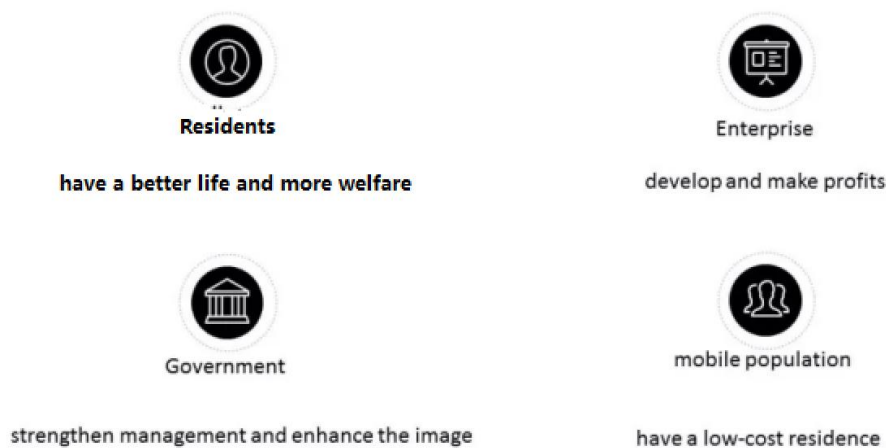 Residents
have a better life and more welfare
Enterprise
develop and make profits
Government
strengthen management and enhance the image
mobile population
have a low-cost residence